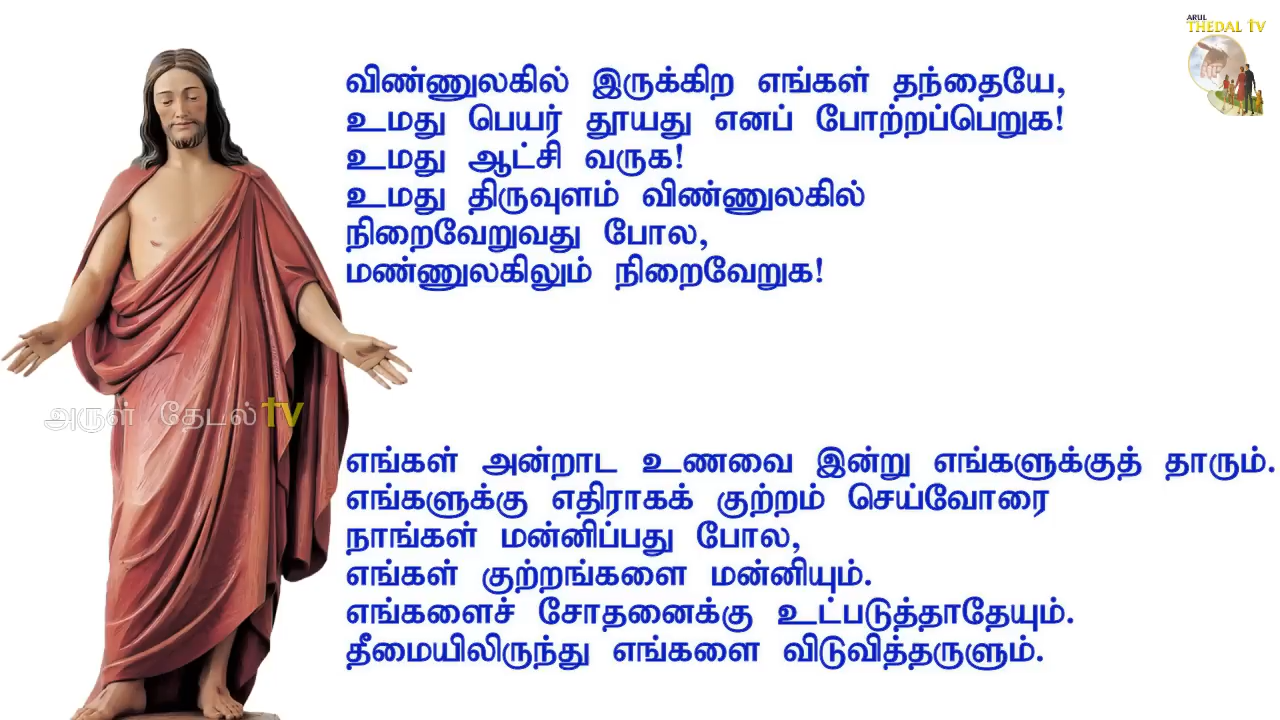 ARUL
THEDAL TV
விண்ணுலகில் இருக்கிற எங்கள் தந்தையே,
உமது பெயர் தூயது எனப் போற்றப்பெறுக!
உமது ஆட்சி வருக!
உமது திருவுளம் விண்ணுலகில்
நிறைவேறுவது போல,
மண்ணுலகிலும் நிறைவேறுக!
அருள் தேடல் TV
எங்கள் அன்றாட உணவை இன்று எங்களுக்குத் தாரும்.
எங்களுக்கு எதிராகக் குற்றம் செய்வோரை
நாங்கள் மன்னிப்பது போல,
எங்கள் குற்றங்களை மன்னியும்.
எங்களைச் சோதனைக்கு உட்படுத்தாதேயும்.
தீமையிலிருந்து எங்களை விடுவித்தருளும்.